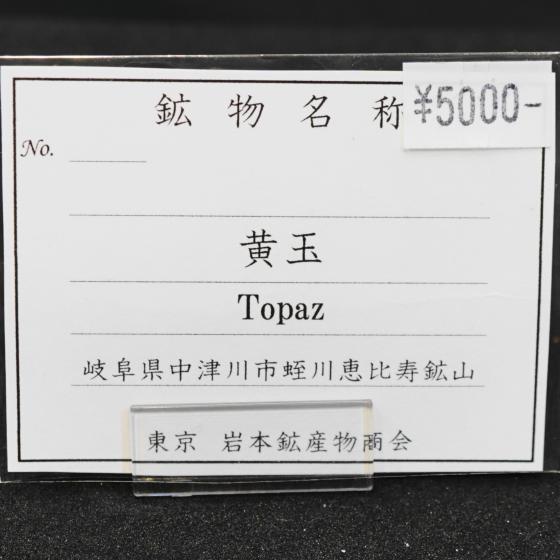 鉱物名称
¥5000-
No.
黄玉
Topaz
岐阜県中津川市蛭川恵比寿鉱山
東京 岩本鉱産物商会